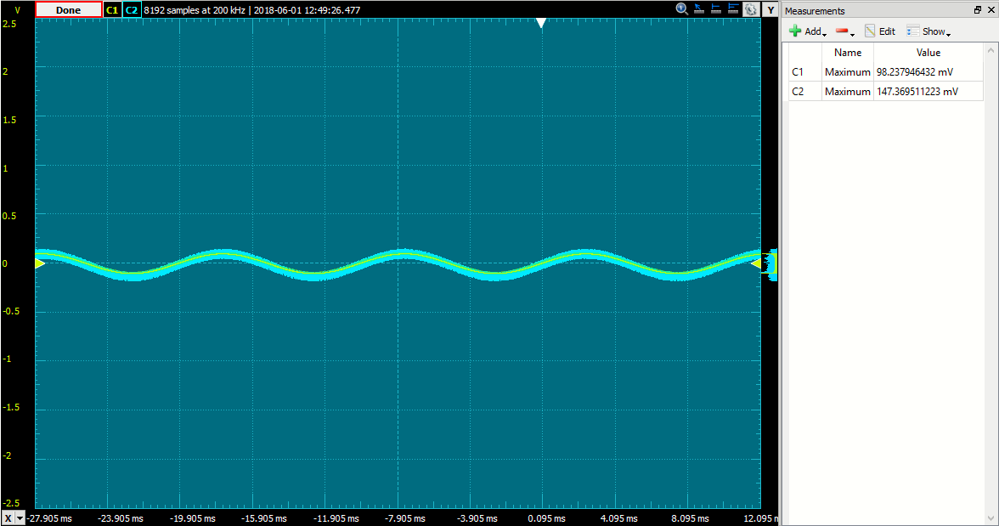 V Done C1 C2 8192 samples at 200 kHz | 2018-06-01 12:49:26.477 Y
Measurements
Add Edit Show
Name Value
C1 Maximum 98.237946432 mV
C2 Maximum 147.369511223 mV
2.5
2
1.5
1
0.5
0
-0.5
-1
-1.5
-2
-2.5
X -27.905 ms -23.905 ms -19.905 ms -15.905 ms -11.905 ms -7.905 ms -3.905 ms 0.095 ms 4.095 ms 8.095 ms 12.095 m